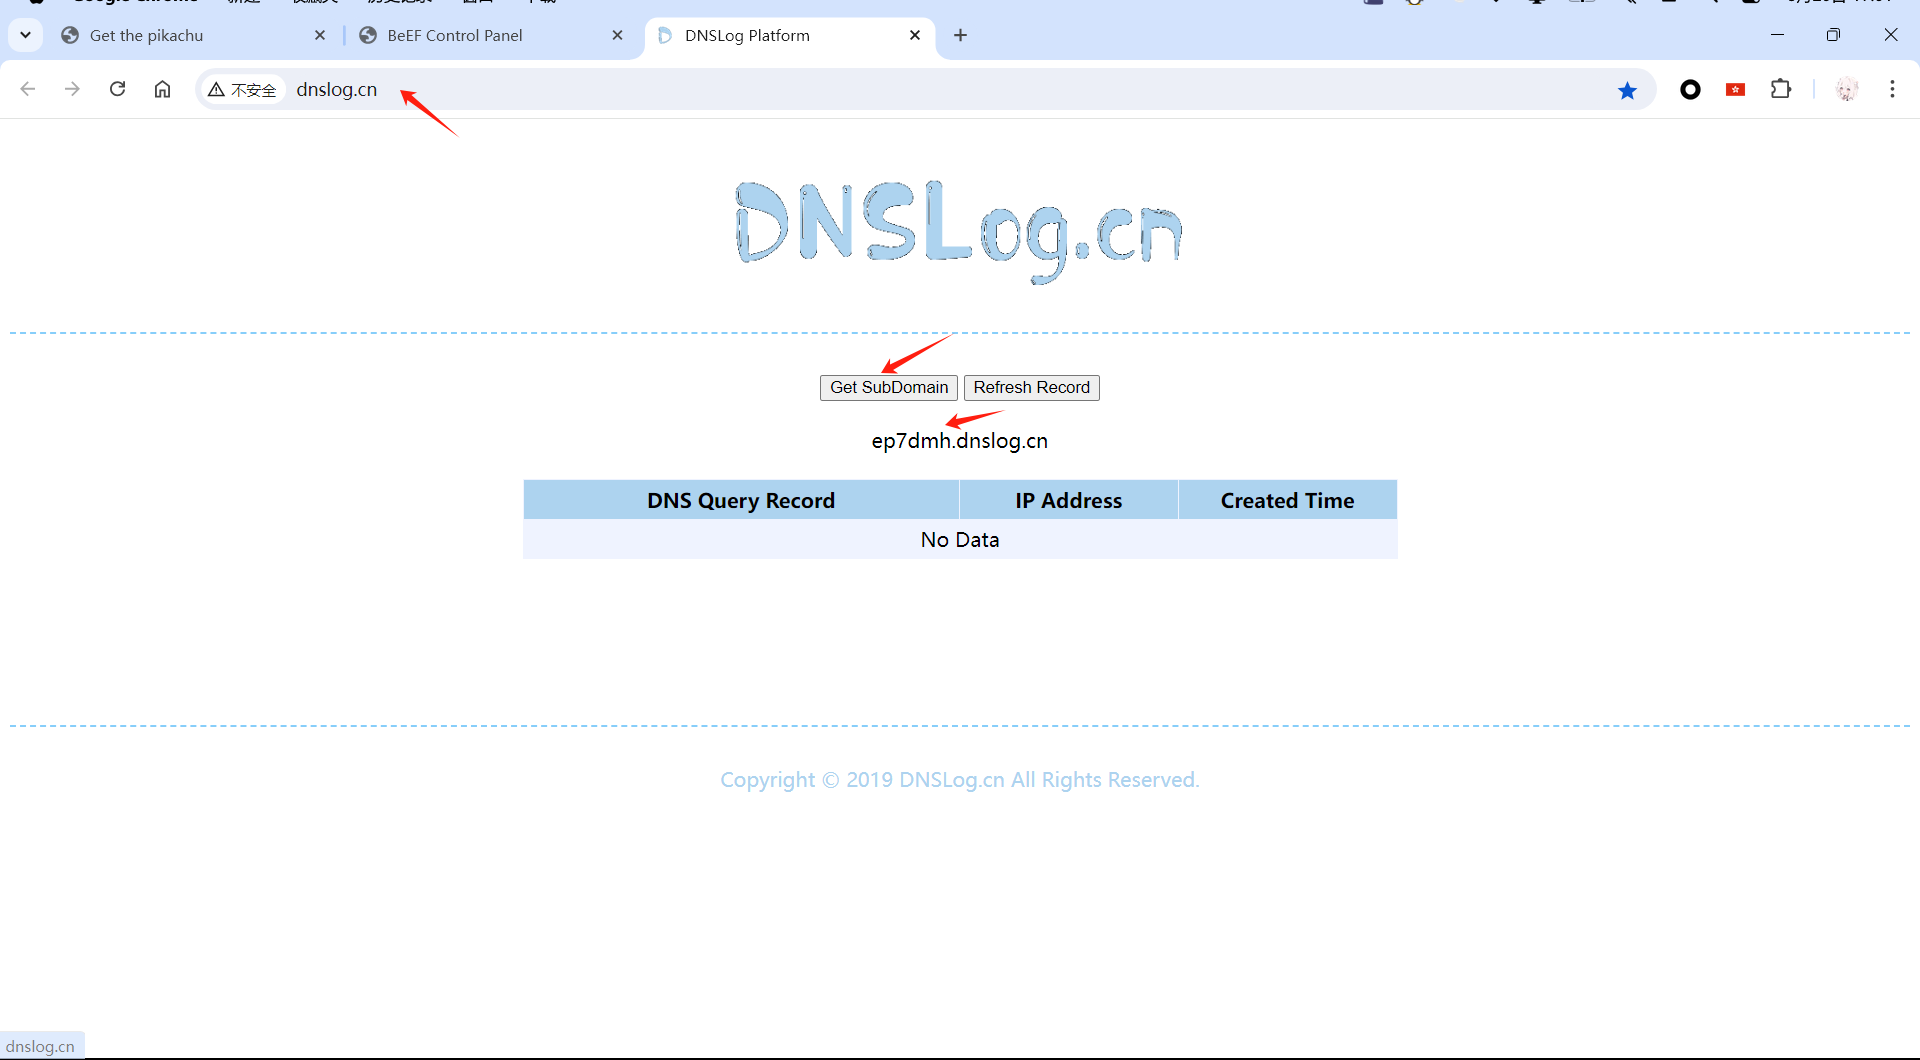 Google Chrome
Get the pikachu
BeEF Control Panel
DNSLog Platform
不安全
dnslog.cn
DNSLog.cn
Get SubDomain Refresh Record
ep7dmh.dnslog.cn
DNS Query Record IP Address Created Time
No Data
Copyright © 2019 DNSLog.cn All Rights Reserved.
dnslog.cn